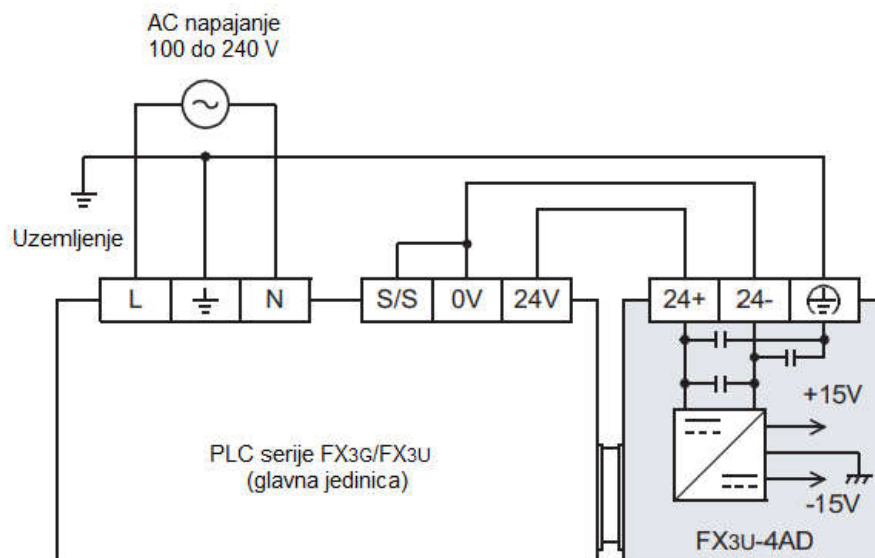 AC napajanje
100 do 240 V
Uzemljenje
L
N
S/S
0V
24V
24+
24-
+15V
-15V
PLC serije FX3G/FX3U
(glavna jedinica)
FX3U-4AD